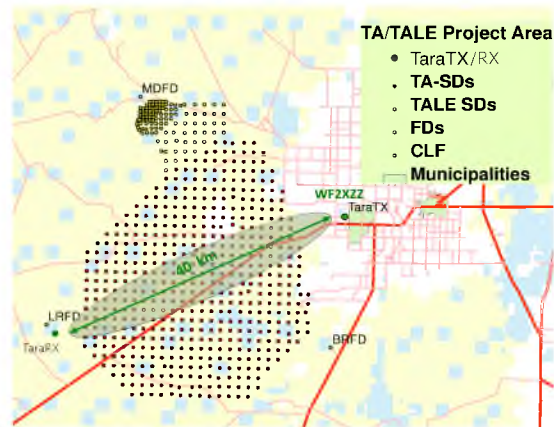 TA/TALE Project Area
TaraTX/RX
TA-SDs
TALE SDs
FDs
CLF
Municipalities
MDFD
WF2XZZ
TaraTX
40 km
LRFD
TaraRX
BRFD